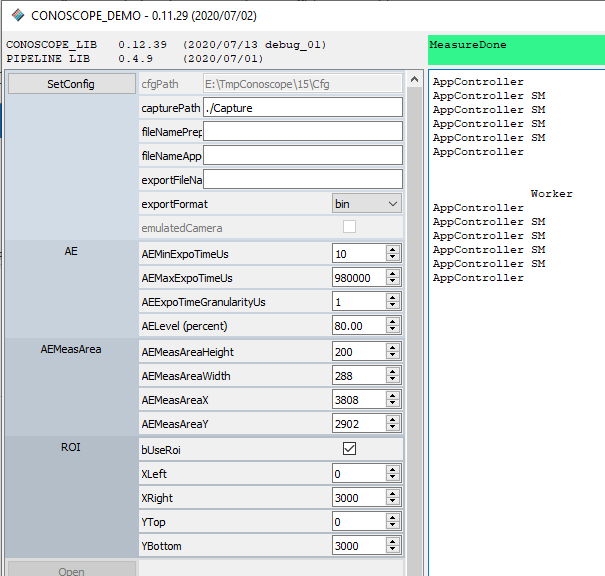 CONOSCOPE_DEMO - 0.11.29 (2020/07/02)
CONOSCOPE_LIB 0.12.39 (2020/07/13 debug_01)
PIPELINE LIB 0.4.9 (2020/07/01)
MeasureDone
SetConfig
cfgPath E:\TmpConoscope\15\Cfg
capturePath ./Capture
fileNamePrep
fileNameApp
exportFileNa
exportFormat bin
emulatedCamera
AE
AEMinExpoTimeUs 10
AEMaxExpoTimeUs 980000
AEExpoTimeGranularityUs 1
AELevel (percent) 80.00
AEMeasArea
AEMeasAreaHeight 200
AEMeasAreaWidth 288
AEMeasAreaX 3808
AEMeasAreaY 2902
ROI
bUseRoi
XLeft 0
XRight 3000
YTop 0
YBottom 3000
Open
AppController
AppController SM
AppController SM
AppController SM
AppController SM
AppController
Worker
AppController
AppController SM
AppController SM
AppController SM
AppController SM
AppController